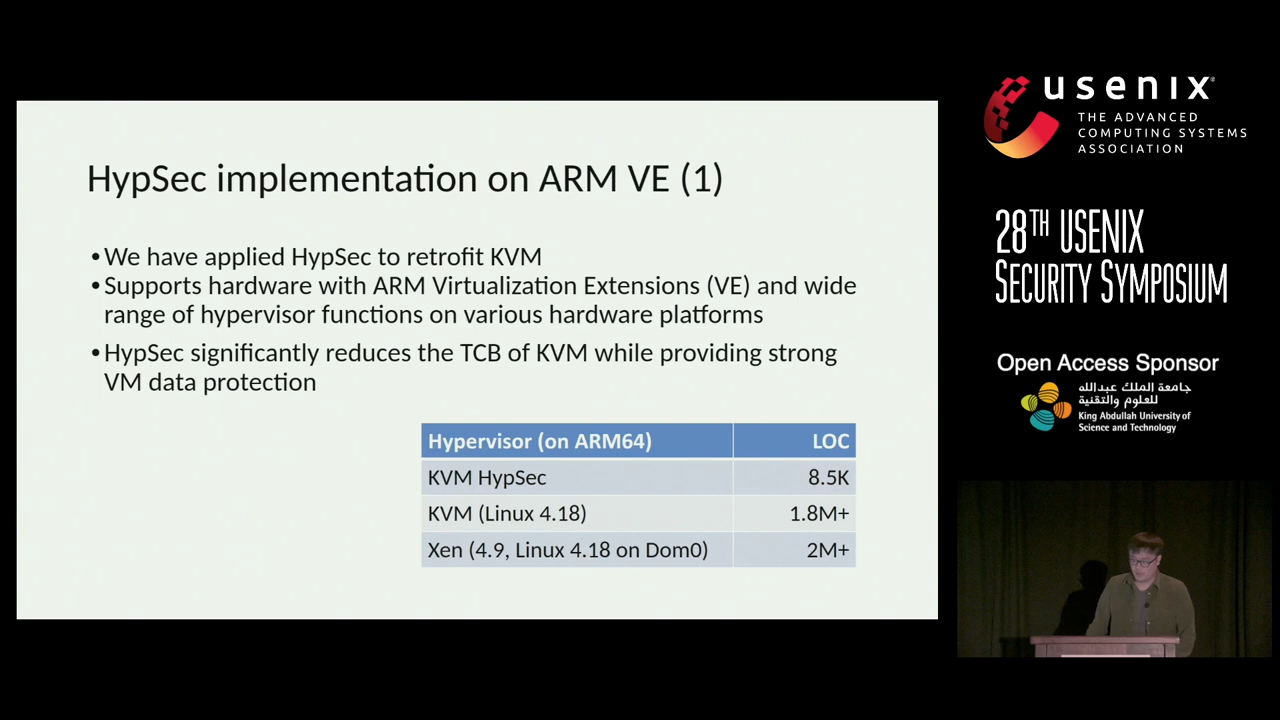 HypSec implementation on ARM VE (1)
•We have applied HypSec to retrofit KVM
•Supports hardware with ARM Virtualization Extensions (VE) and wide
range of hypervisor functions on various hardware platforms
•HypSec significantly reduces the TCB of KVM while providing strong
VM data protection
Hypervisor (on ARM64) LOC
KVM HypSec 8.5K
KVM (Linux 4.18) 1.8M+
Xen (4.9, Linux 4.18 on Dom0) 2M+
usenix®
THE ADVANCED
COMPUTING SYSTEMS
ASSOCIATION
28TH USENIX
SECURITY SYMPOSIUM
Open Access Sponsor
جامعة الملك عبدالله
للعلوم والتقنية
King Abdullah University of
Science and Technology